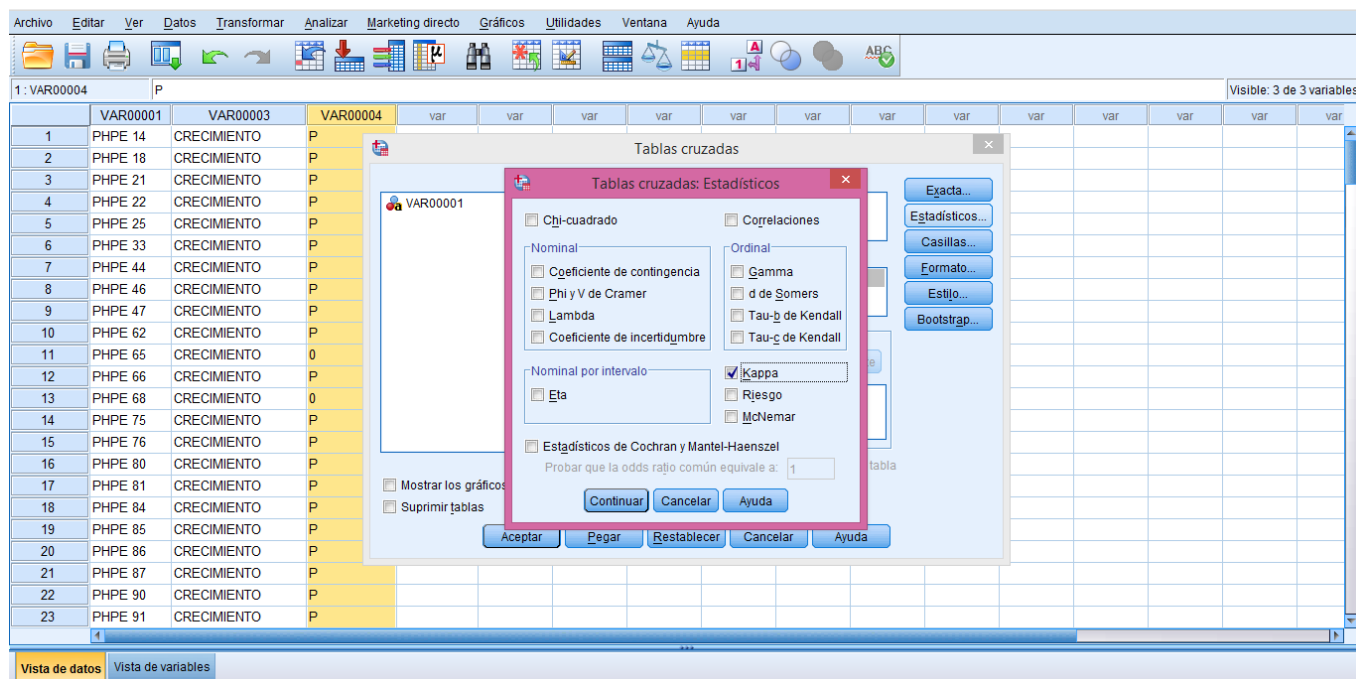 Archivo Editar Ver Datos Transformar Analizar Marketing directo Gráficos Utilidades Ventana Ayuda
1 : VAR00004 P Visible: 3 de 3 variables
VAR00001 VAR00003 VAR00004 var var var var var var var var var var var var var
1 PHPE 14 CRECIMIENTO P
2 PHPE 18 CRECIMIENTO P
3 PHPE 21 CRECIMIENTO P
4 PHPE 22 CRECIMIENTO P
5 PHPE 25 CRECIMIENTO P
6 PHPE 33 CRECIMIENTO P
7 PHPE 44 CRECIMIENTO P
8 PHPE 46 CRECIMIENTO P
9 PHPE 47 CRECIMIENTO P
10 PHPE 62 CRECIMIENTO P
11 PHPE 65 CRECIMIENTO 0
12 PHPE 66 CRECIMIENTO P
13 PHPE 68 CRECIMIENTO 0
14 PHPE 75 CRECIMIENTO P
15 PHPE 76 CRECIMIENTO P
16 PHPE 80 CRECIMIENTO P
17 PHPE 81 CRECIMIENTO P
18 PHPE 84 CRECIMIENTO P
19 PHPE 85 CRECIMIENTO P
20 PHPE 86 CRECIMIENTO P
21 PHPE 87 CRECIMIENTO P
22 PHPE 90 CRECIMIENTO P
23 PHPE 91 CRECIMIENTO P
Tablas cruzadas
VAR00001
Exacta...
Estadísticos...
Casillas...
Formato...
Estilo...
Bootstrap...
tabla
Mostrar los gráficos
Suprimir tablas
Aceptar Pegar Restablecer Cancelar Ayuda
Tablas cruzadas: Estadísticos
Chi-cuadrado Correlaciones
Nominal Ordinal
Coeficiente de contingencia Gamma
Phi y V de Cramer d de Somers
Lambda Tau-b de Kendall
Coeficiente de incertidumbre Tau-c de Kendall
Nominal por intervalo Kappa
Eta Riesgo
McNemar
Estadísticos de Cochran y Mantel-Haenszel
Probar que la odds ratio común equivale a: 1
Continuar Cancelar Ayuda
Vista de datos Vista de variables